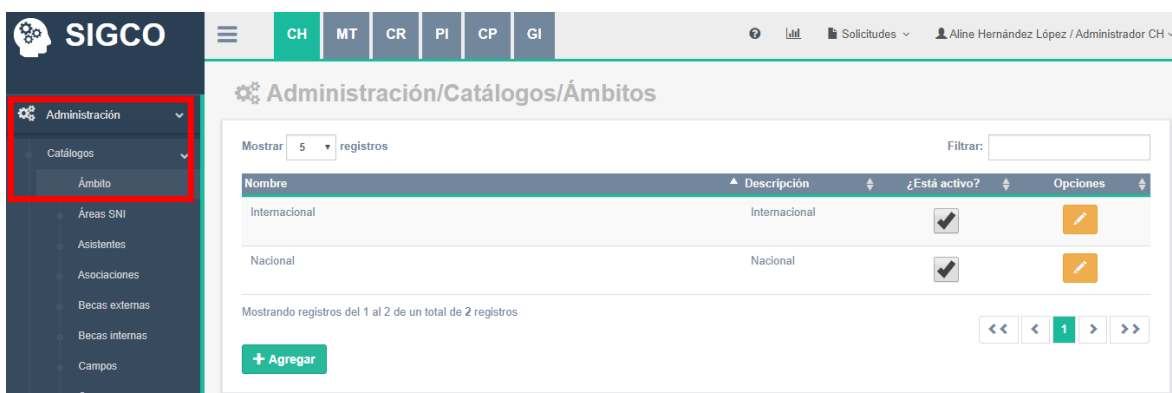 SIGCO
CH MT CR PI CP GI
Solicitudes
Aline Hernández López / Administrador CH
Administración
Catálogos
Ámbito
Áreas SNI
Asistentes
Asociaciones
Becas externas
Becas internas
Campos
Administración/Catálogos/Ámbitos
Mostrar 5 registros
Filtrar:
Nombre Descripción ¿Está activo? Opciones
Internacional Internacional
Nacional Nacional
Mostrando registros del 1 al 2 de un total de 2 registros
<< < 1 > >>
+ Agregar